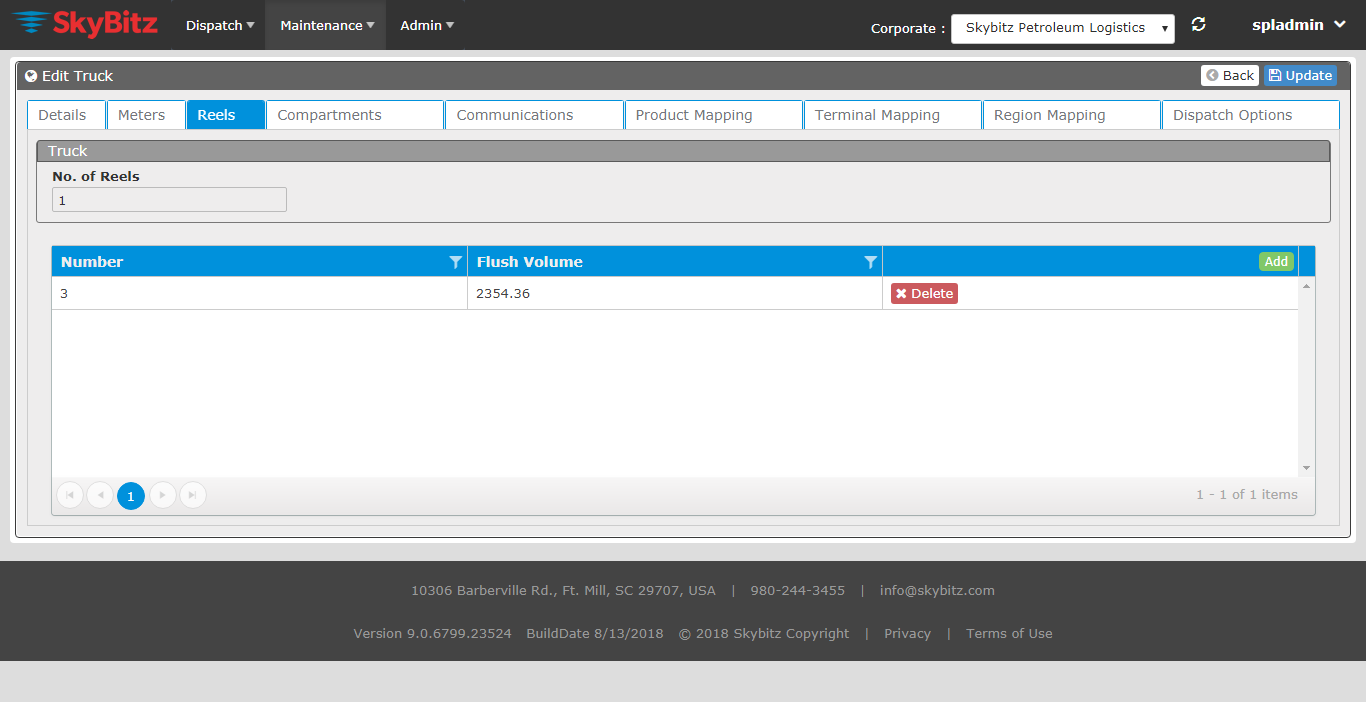 SkyBitz Dispatch Maintenance Admin Corporate : Skybitz Petroleum Logistics spladmin
Edit Truck Back Update
Details Meters Reels Compartments Communications Product Mapping Terminal Mapping Region Mapping Dispatch Options
Truck
No. of Reels
1
Number Flush Volume Add
3 2354.36 Delete
1 1 - 1 of 1 items
10306 Barberville Rd., Ft. Mill, SC 29707, USA | 980-244-3455 | info@skybitz.com
Version 9.0.6799.23524 BuildDate 8/13/2018 © 2018 Skybitz Copyright | Privacy | Terms of Use